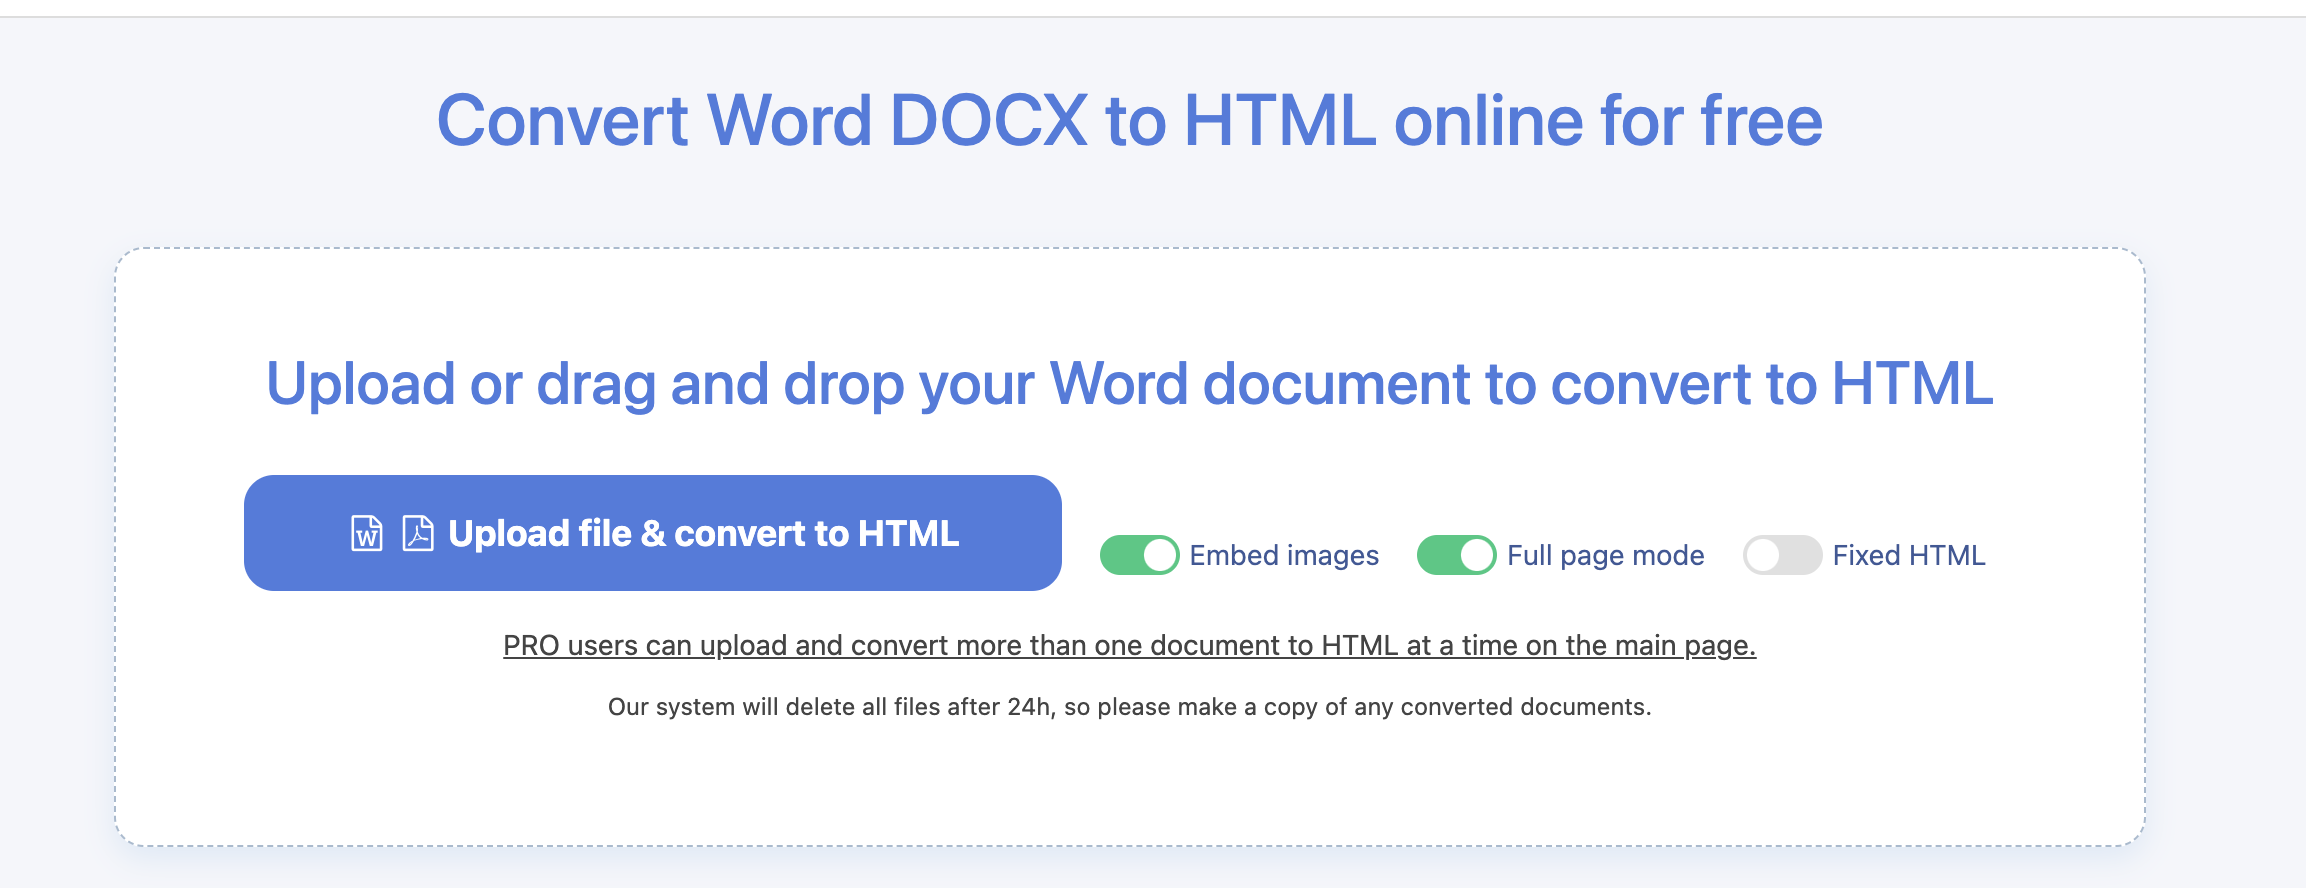 Convert Word DOCX to HTML online for free
Upload or drag and drop your Word document to convert to HTML
Upload file & convert to HTML
Embed images
Full page mode
Fixed HTML
PRO users can upload and convert more than one document to HTML at a time on the main page.
Our system will delete all files after 24h, so please make a copy of any converted documents.